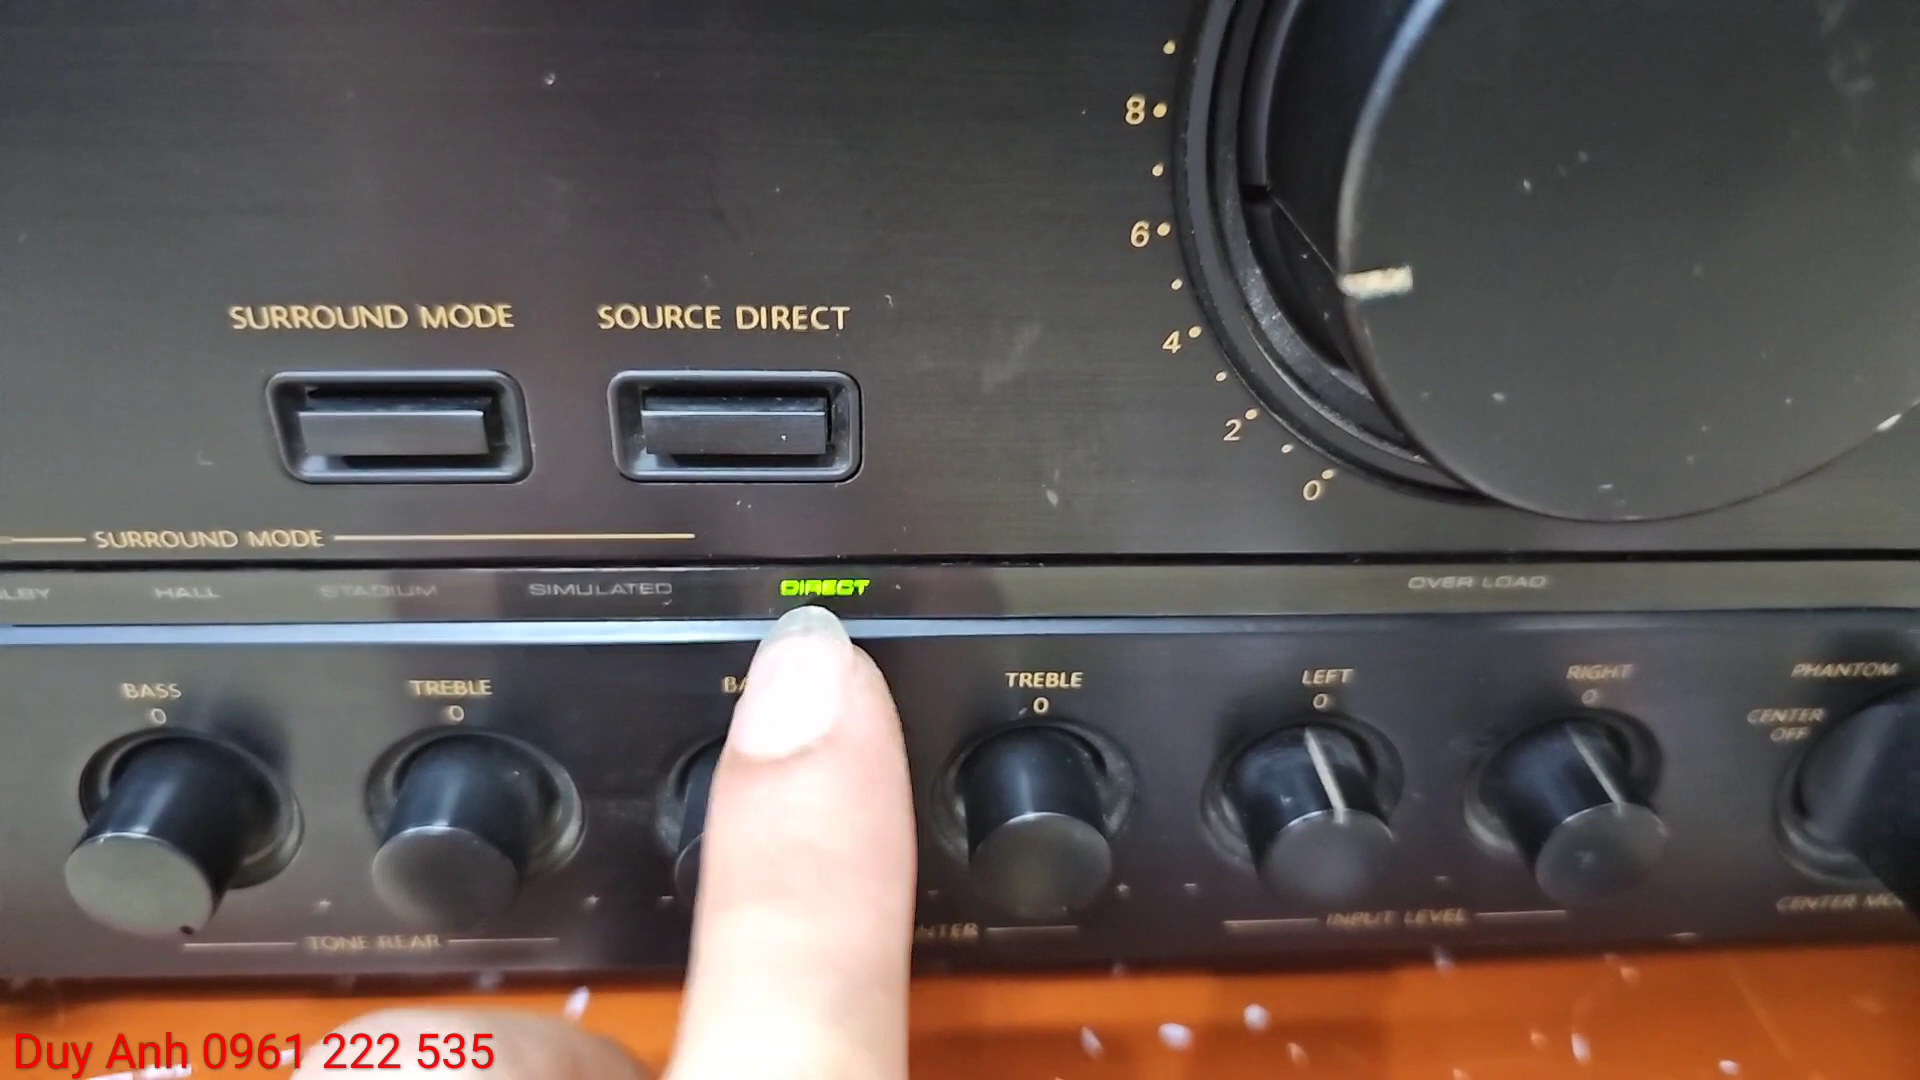 8
6
4
2
0
SURROUND MODE SOURCE DIRECT
SURROUND MODE
HALL STADIUM SIMULATED DIRECT OVER LOAD
BASS TREBLE TREBLE LEFT RIGHT PHANTOM
0 0 0 0 0 CENTER
OFF
TONE REAR INPUT LEVEL CENTER
Duy Anh 0961 222 535